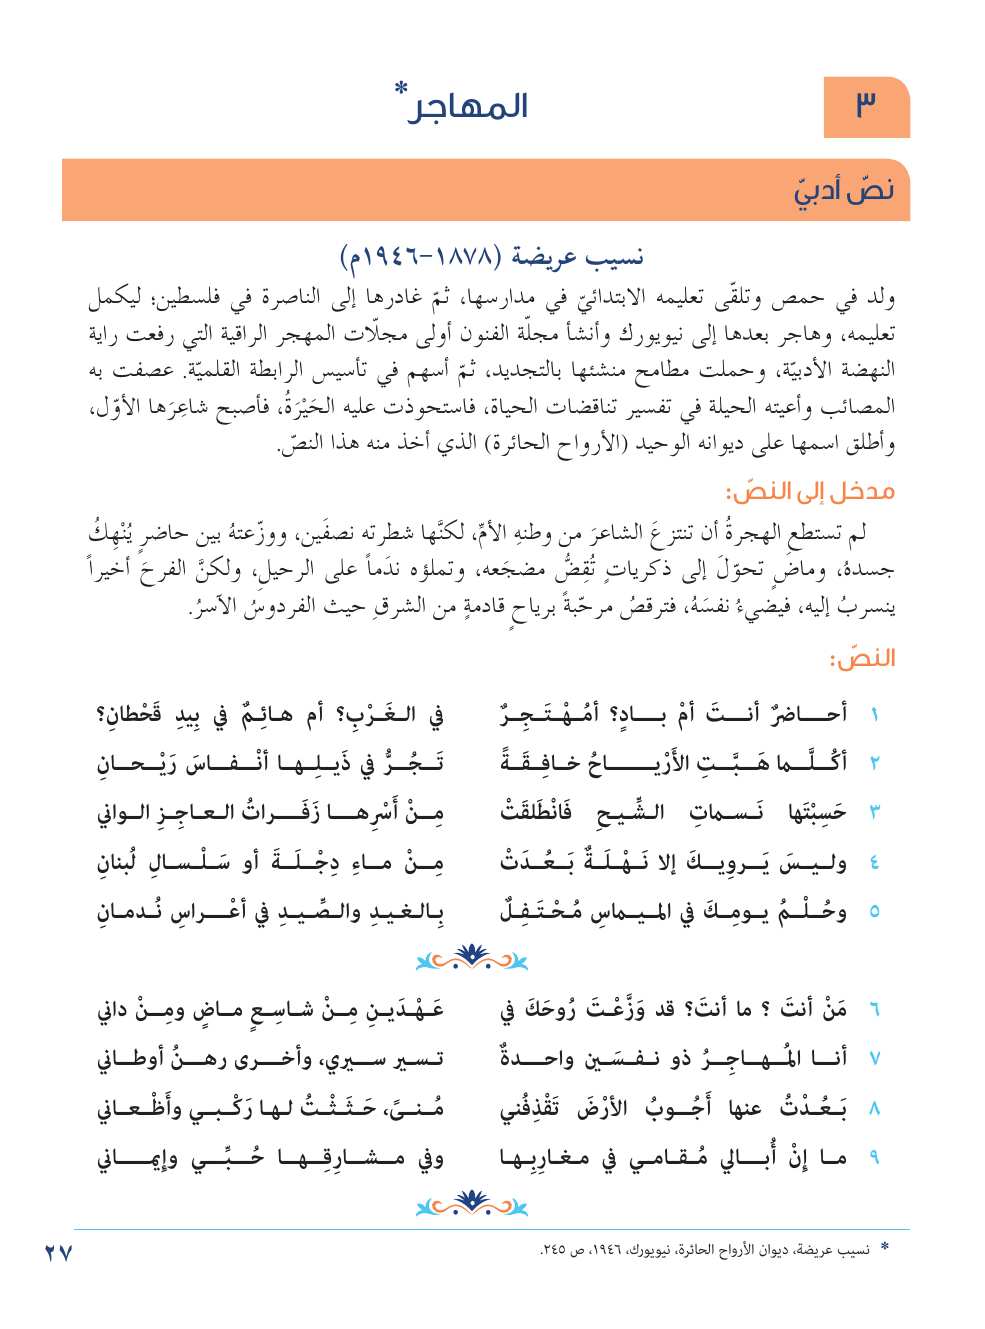 ٣
المهاجر*
نصّ أدبيّ
نسيب عريضة (١٨٧٨-١٩٤٦م)
ولد في حمص وتلقّى تعليمه الابتدائيّ في مدارسها، ثمّ غادرها إلى الناصرة في فلسطين؛ ليكمل
تعليمه، وهاجر بعدها إلى نيويورك وأنشأ مجلّة الفنون أولى مجلّات المهجر الراقية التي رفعت راية
النهضة الأدبيّة، وحملت مطامح منشئها بالتجديد، ثمّ أسهم في تأسيس الرابطة القلميّة. عصفت به
المصائب وأعيته الحيلة في تفسير تناقضات الحياة، فاستحوذت عليه الحَيْرَةُ، فأصبح شاعِرَها الأوّل،
وأطلق اسمها على ديوانه الوحيد (الأرواح الحائرة) الذي أخذ منه هذا النصّ.
مدخل إلى النصّ:
لم تستطعِ الهجرةُ أن تنتزعَ الشاعرَ من وطنهِ الأمِّ، لكنَّها شطرته نصفَين، ووزّعتهُ بين حاضرٍ يُنْهِكُ
جسدهُ، وماضٍ تحوّلَ إلى ذكرياتٍ تُقِضُّ مضجَعه، وتملؤه ندَماً على الرحيلِ، ولكنَّ الفرحَ أخيراً
ينسربُ إليه، فيضيءُ نفسَهُ، فترقصُ مرحّبةً برياحٍ قادمةٍ من الشرقِ حيث الفردوسُ الآسرُ.
النصّ:
١ أحاضرٌ أنتَ أمْ بادٍ؟ أمُهْتَجِرٌ في الغَرْبِ؟ أم هائِمٌ في بِيدِ قَحْطانِ؟
٢ أكُلَّما هَبَّتِ الأَرْياحُ خافِقَةً تَجُرُّ في ذَيلِها أنْفاسَ رَيْحانِ
٣ حَسِبْتَها نَسماتِ الشِّيحِ فَانْطَلقَتْ مِنْ أَسْرِها زَفَراتُ العاجِزِ الواني
٤ وليسَ يَروِيكَ إلا نَهْلَةٌ بَعُدَتْ مِنْ ماءِ دِجْلَةَ أو سَلْسالِ لُبنانِ
٥ وحُلْمُ يومِكَ في الميماسِ مُحْتَفِلٌ بِالغيدِ والصِّيدِ في أعْراسِ نُدمانِ
٦ مَنْ أنتَ ؟ ما أنتَ؟ قد وَزَّعْتَ رُوحَكَ في عَهْدَينِ مِنْ شاسِعٍ ماضٍ ومِنْ داني
٧ أنا المُهاجِرُ ذو نفسَين واحدةٌ تسير سيري، وأخرى رهنُ أوطاني
٨ بَعُدْتُ عنها أَجُوبُ الأرْضَ تَقْذِفُني مُنىً، حَثَثْتُ لها رَكْبي وأَظْعاني
٩ ما إِنْ أُبالي مُقامي في مغارِبِها وفي مشارِقِها حُبِّي وإيماني
* نسيب عريضة، ديوان الأرواح الحائرة، نيويورك، ١٩٤٦، ص ٢٤٥.
٢٧